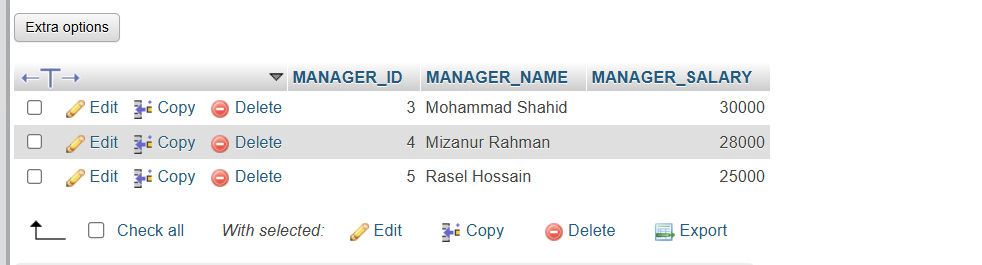 Extra options
MANAGER_ID MANAGER_NAME MANAGER_SALARY
Edit Copy Delete 3 Mohammad Shahid 30000
Edit Copy Delete 4 Mizanur Rahman 28000
Edit Copy Delete 5 Rasel Hossain 25000
Check all With selected: Edit Copy Delete Export